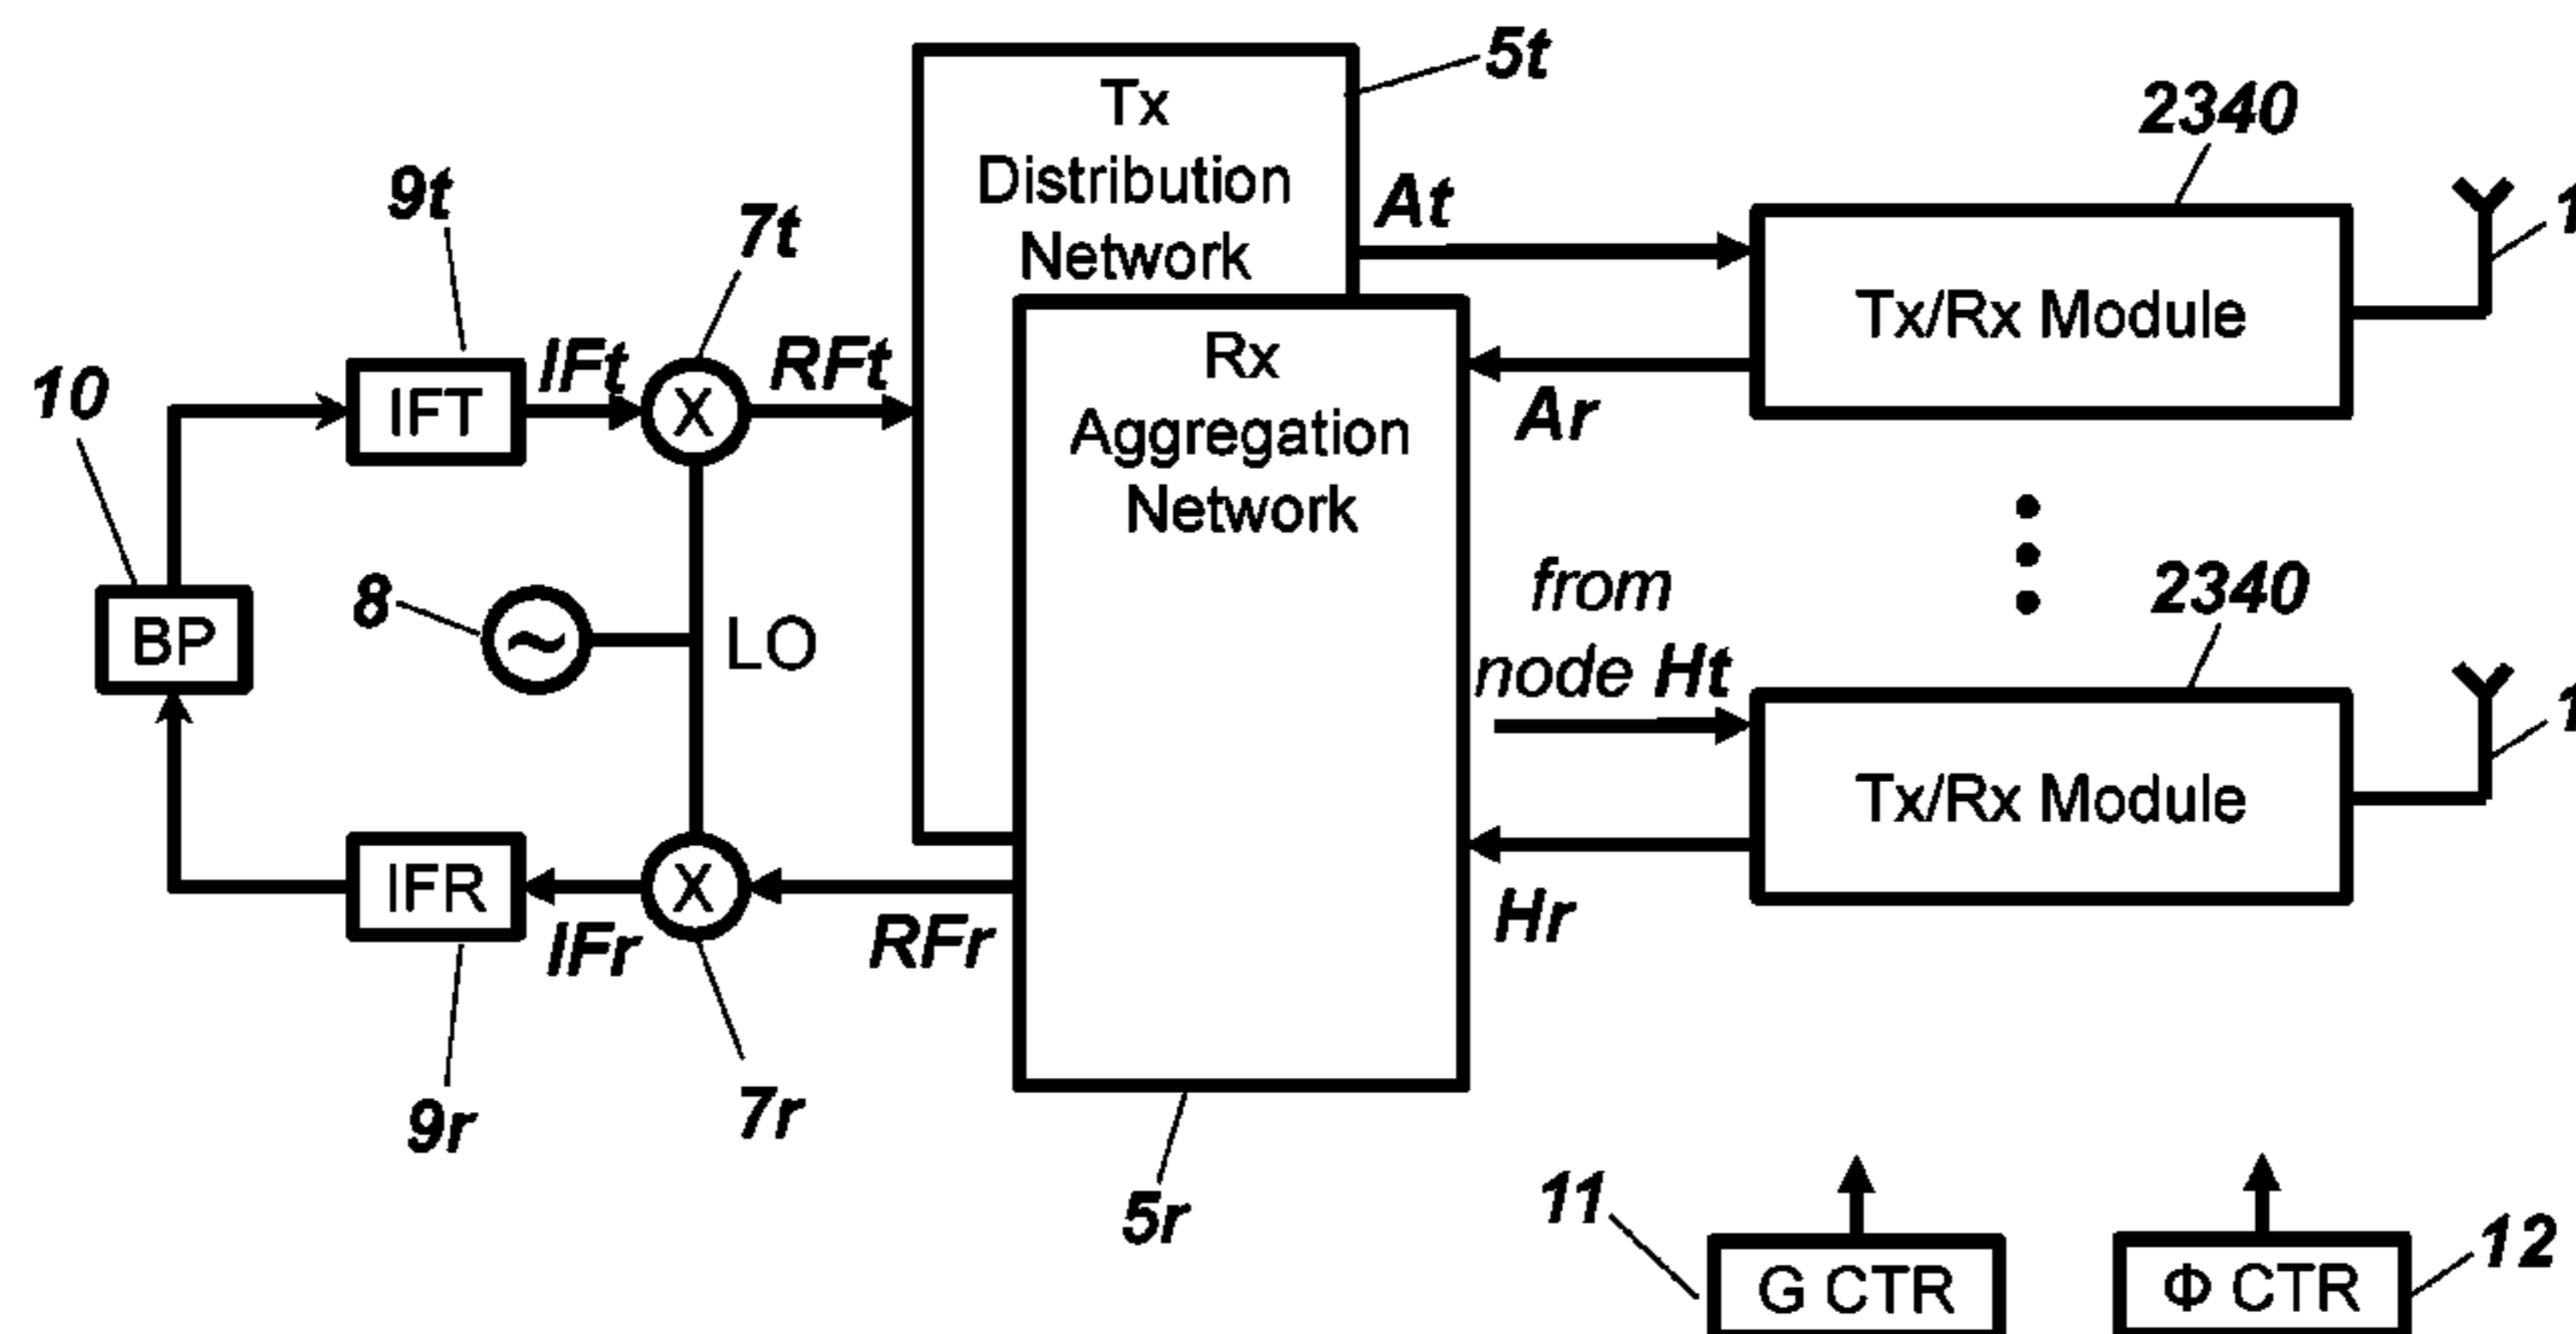 5t
Tx
Distribution
Network
2340
At
Tx/Rx Module
1
9t
7t
IFt
RFt
IFT
X
10
Rx
Aggregation
Network
Ar
from
node Ht
2340
Tx/Rx Module
1
8
~
LO
BP
IFR
X
IFr
RFr
Hr
9r
7r
5r
11
G CTR
Φ CTR
12